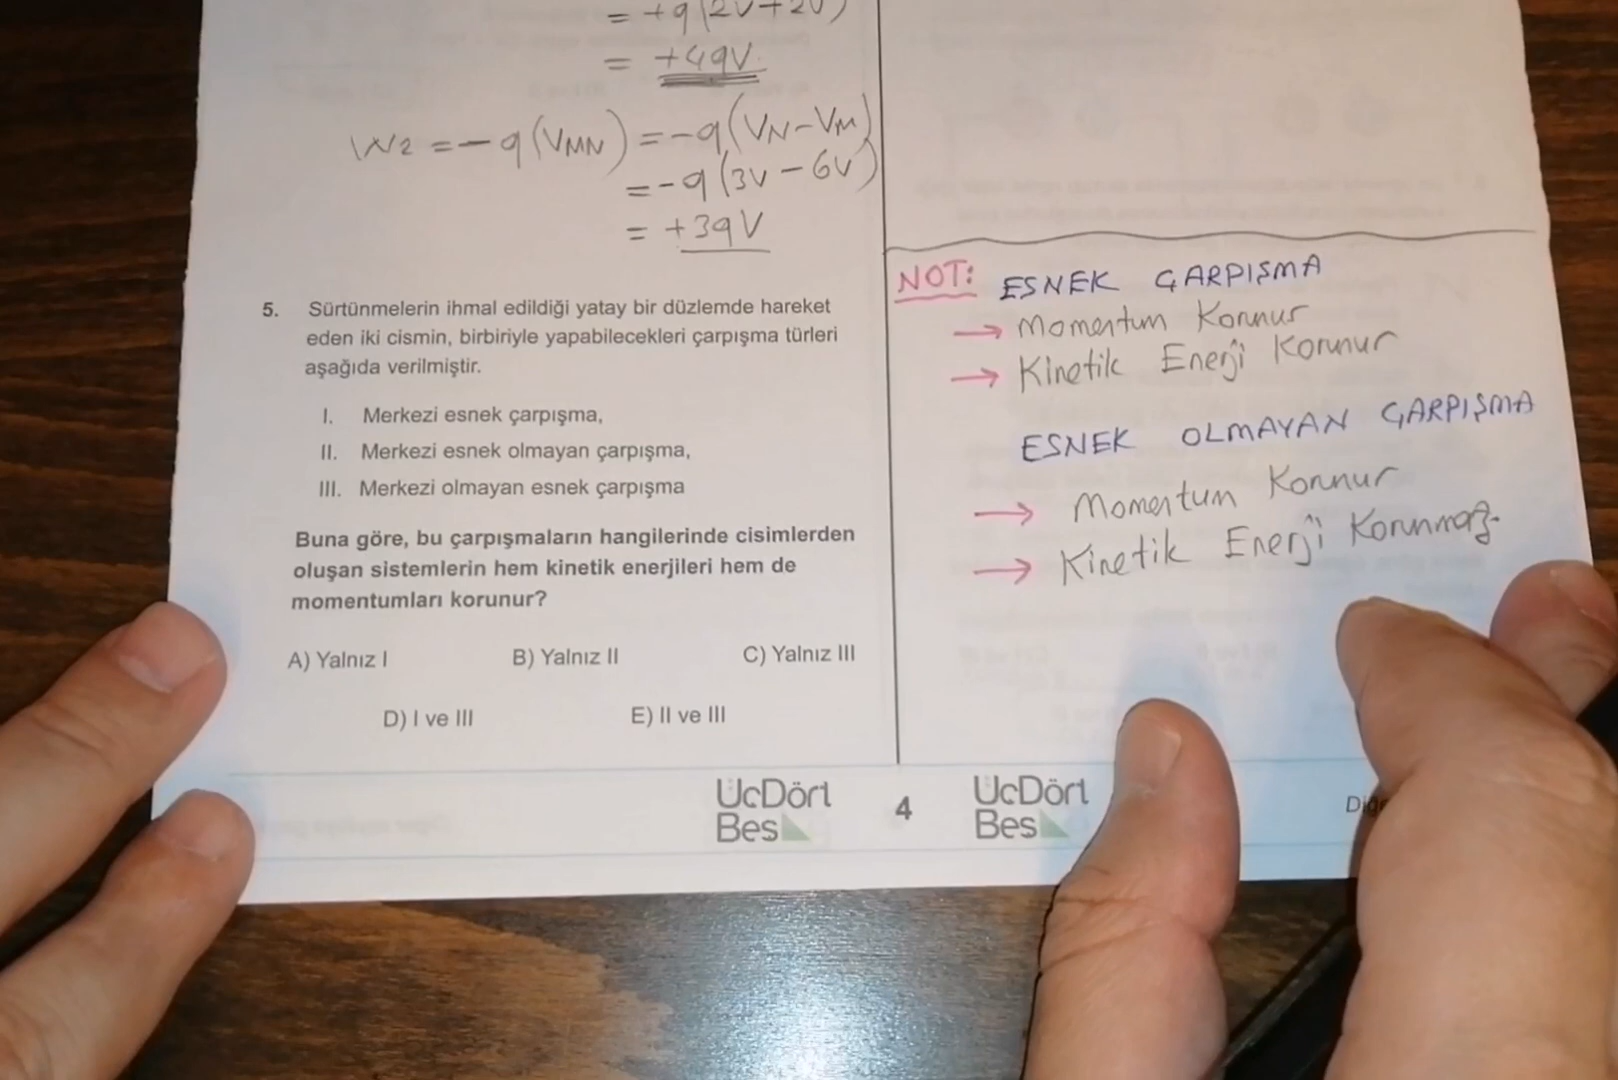 = +q(2V+2V)
= +4qV
W2 = -q(VMN) = -q(VN-VM)
= -q(3V-6V)
= +3qV
5. Sürtünmelerin ihmal edildiği yatay bir düzlemde hareket
eden iki cismin, birbiriyle yapabilecekleri çarpışma türleri
aşağıda verilmiştir.
I. Merkezi esnek çarpışma,
II. Merkezi esnek olmayan çarpışma,
III. Merkezi olmayan esnek çarpışma
Buna göre, bu çarpışmaların hangilerinde cisimlerden
oluşan sistemlerin hem kinetik enerjileri hem de
momentumları korunur?
A) Yalnız I B) Yalnız II C) Yalnız III
D) I ve III E) II ve III
NOT: ESNEK ÇARPIŞMA
→ Momentum Korunur
→ Kinetik Enerji Korunur
ESNEK OLMAYAN ÇARPIŞMA
→ Momentum Korunur
→ Kinetik Enerji Korunmaz.
ÜçDört
Beş
4
ÜçDört
Beş